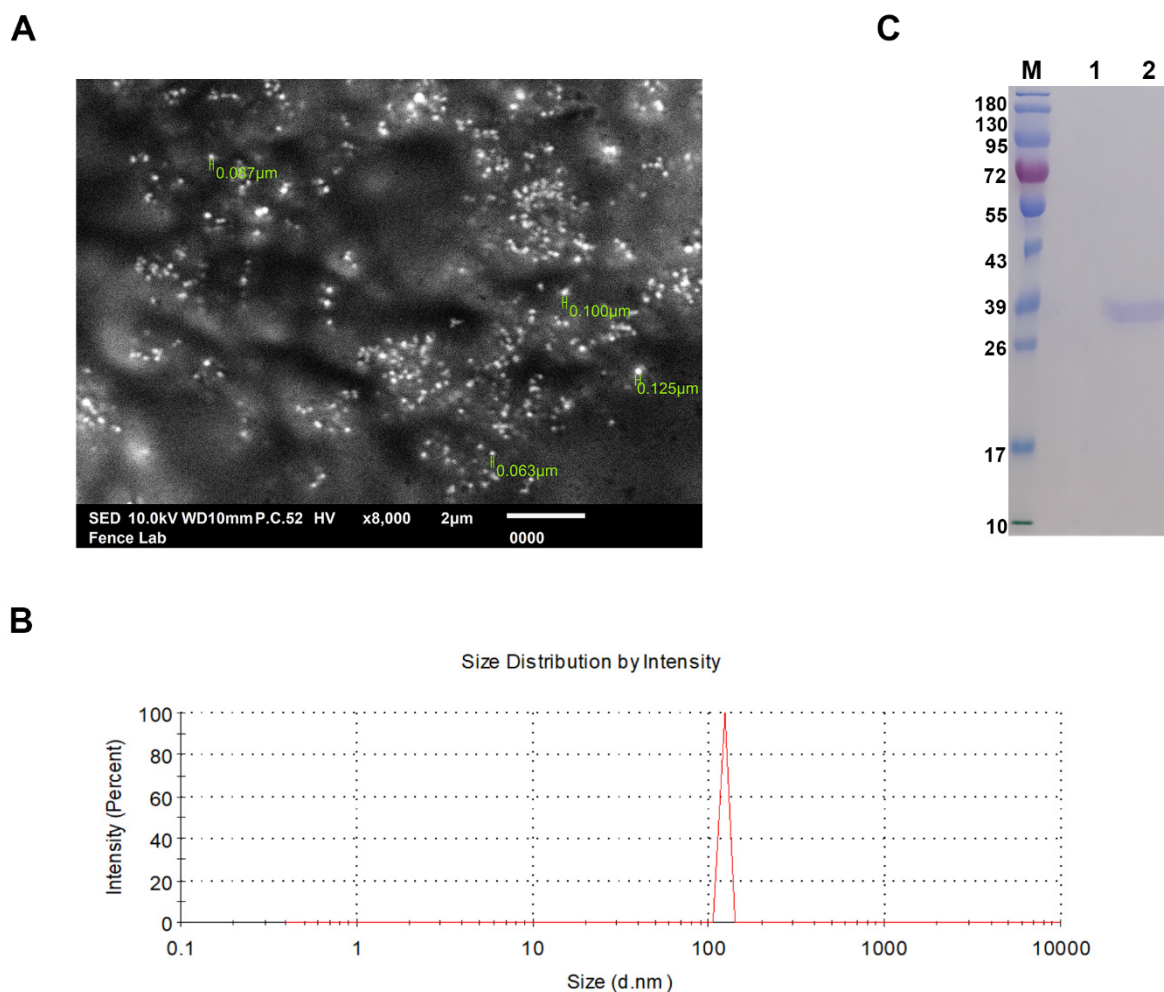 A
0.087µm
0.100µm
0.125µm
0.063µm
SED 10.0kV WD10mm P.C.52 HV x8,000 2µm
Fence Lab 0000
C
M 1 2
180
130
95
72
55
43
39
26
17
10
B
Size Distribution by Intensity
Intensity (Percent)
100
80
60
40
20
0
0.1 1 10 100 1000 10000
Size (d.nm)